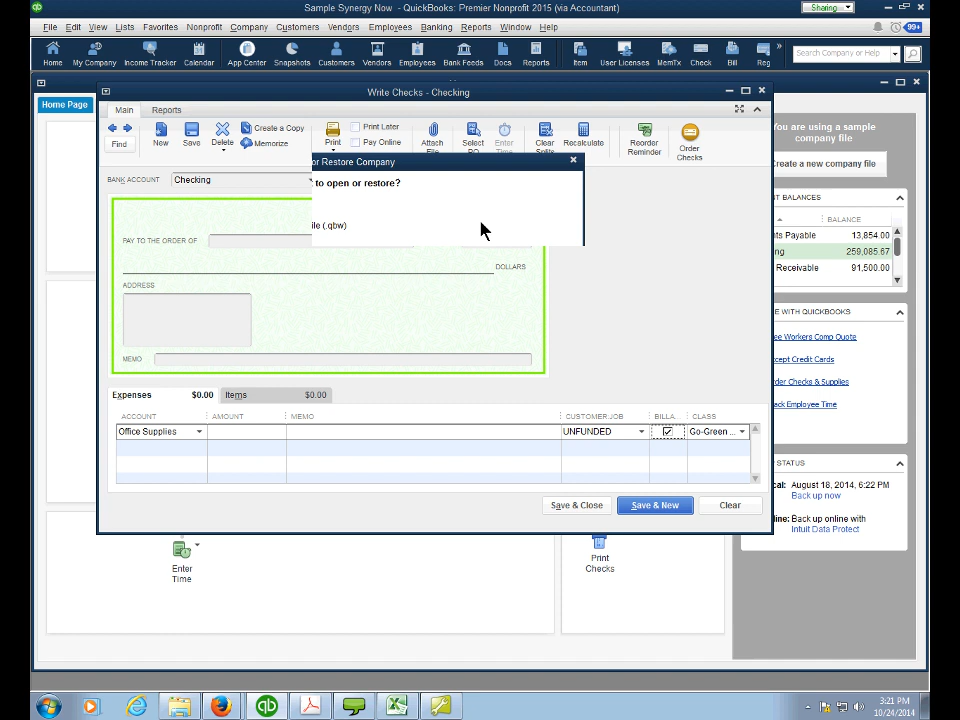 Sample Synergy Now - QuickBooks: Premier Nonprofit 2015 (via Accountant)
Sharing
File Edit View Lists Favorites Nonprofit Company Customers Vendors Employees Banking Reports Window Help
99+
Home My Company Income Tracker Calendar App Center Snapshots Customers Vendors Employees Bank Feeds Docs Reports Item User Licenses MemTx Check Bill Reg
Search Company or Help
Home Page
Write Checks - Checking
Main Reports
Find New Save Delete Create a Copy Memorize Print Print Later Pay Online Attach File Select PO Enter Time Clear Splits Recalculate Reorder Reminder Order Checks
or Restore Company
BANK ACCOUNT Checking
t to open or restore?
ile (.qbw)
PAY TO THE ORDER OF
DOLLARS
ADDRESS
MEMO
Expenses $0.00 Items $0.00
ACCOUNT AMOUNT MEMO CUSTOMER:JOB BILLA... CLASS
Office Supplies UNFUNDED Go-Green ...
Save & Close Save & New Clear
Enter
Time
Print
Checks
You are using a sample
company file
Create a new company file
NT BALANCES
BALANCE
ts Payable 13,854.00
ng 259,085.67
Receivable 91,500.00
E WITH QUICKBOOKS
ee Workers Comp Quote
cept Credit Cards
der Checks & Supplies
ack Employee Time
STATUS
cal: August 18, 2014, 6:22 PM
Back up now
line: Back up online with
Intuit Data Protect
3:21 PM
10/24/2014